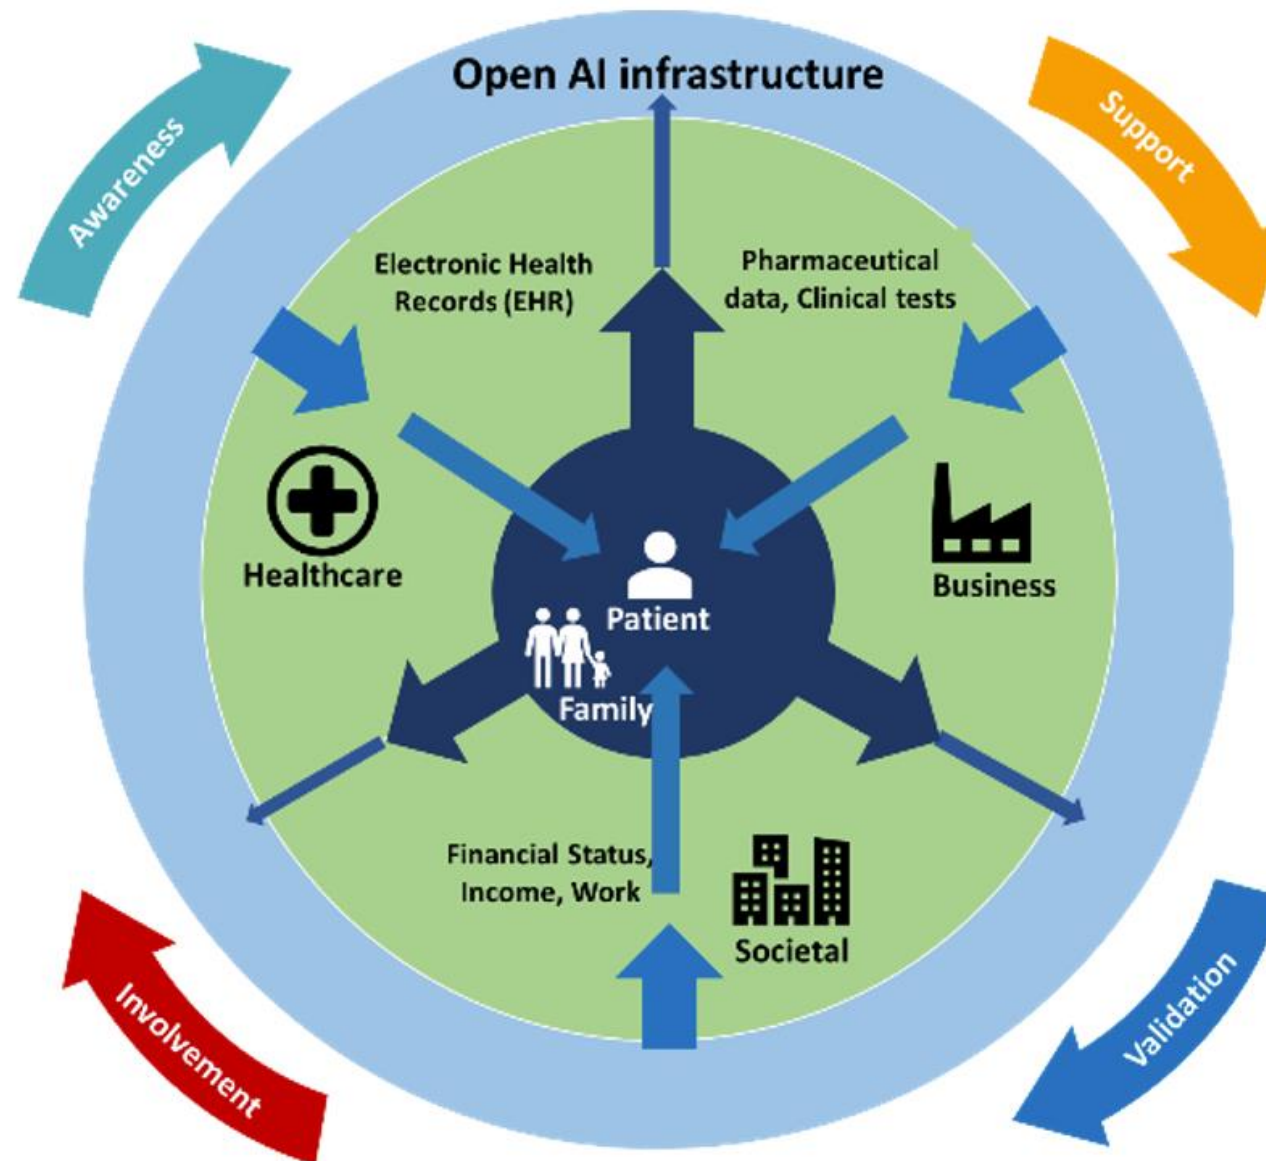 Open AI infrastructure
Awareness
Support
Electronic Health
Records (EHR)
Pharmaceutical
data, Clinical tests
Healthcare
Business
Patient
Family
Financial Status,
Income, Work
Societal
Involvement
Validation